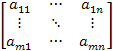 a₁₁ ⋯ a₁ₙ
⋮ ⋱ ⋮
aₘ₁ ⋯ aₘₙ